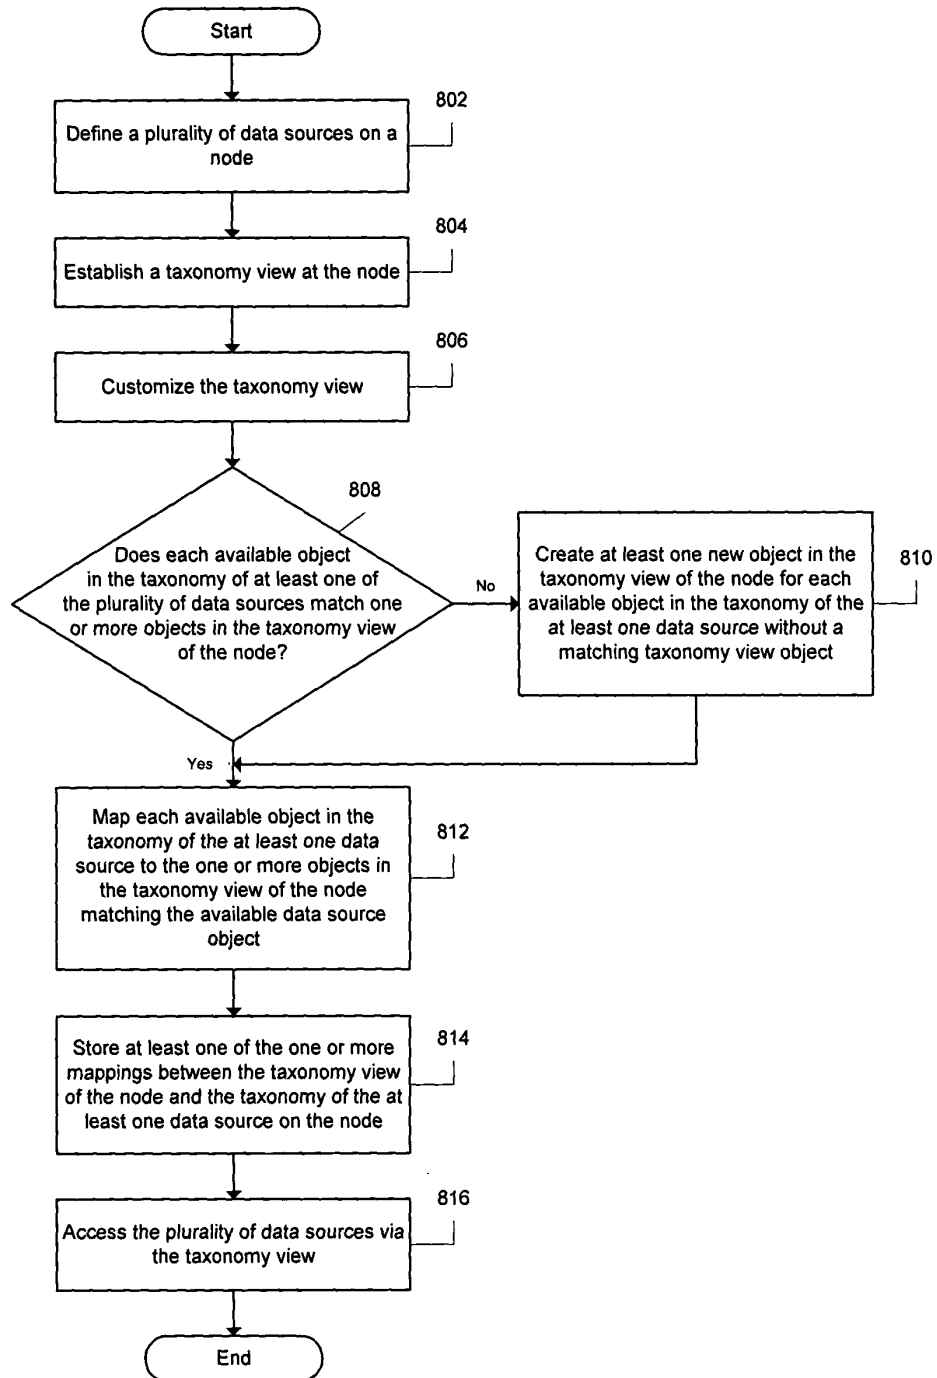 Start
802
Define a plurality of data sources on a
node
804
Establish a taxonomy view at the node
806
Customize the taxonomy view
808
Does each available object
in the taxonomy of at least one of
the plurality of data sources match one
or more objects in the taxonomy view
of the node?
No
810
Create at least one new object in the
taxonomy view of the node for each
available object in the taxonomy of the
at least one data source without a
matching taxonomy view object
Yes
812
Map each available object in the
taxonomy of the at least one data
source to the one or more objects in
the taxonomy view of the node
matching the available data source
object
814
Store at least one of the one or more
mappings between the taxonomy view
of the node and the taxonomy of the at
least one data source on the node
816
Access the plurality of data sources via
the taxonomy view
End